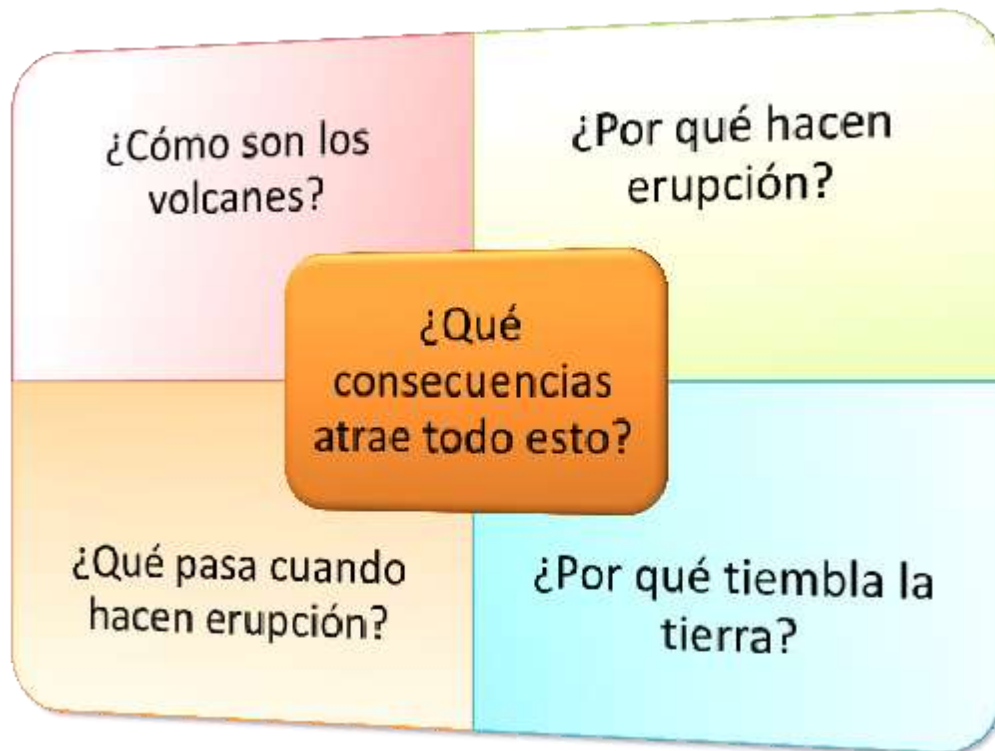 ¿Cómo son los
volcanes?
¿Por qué hacen
erupción?
¿Qué
consecuencias
atrae todo esto?
¿Qué pasa cuando
hacen erupción?
¿Por qué tiembla la
tierra?